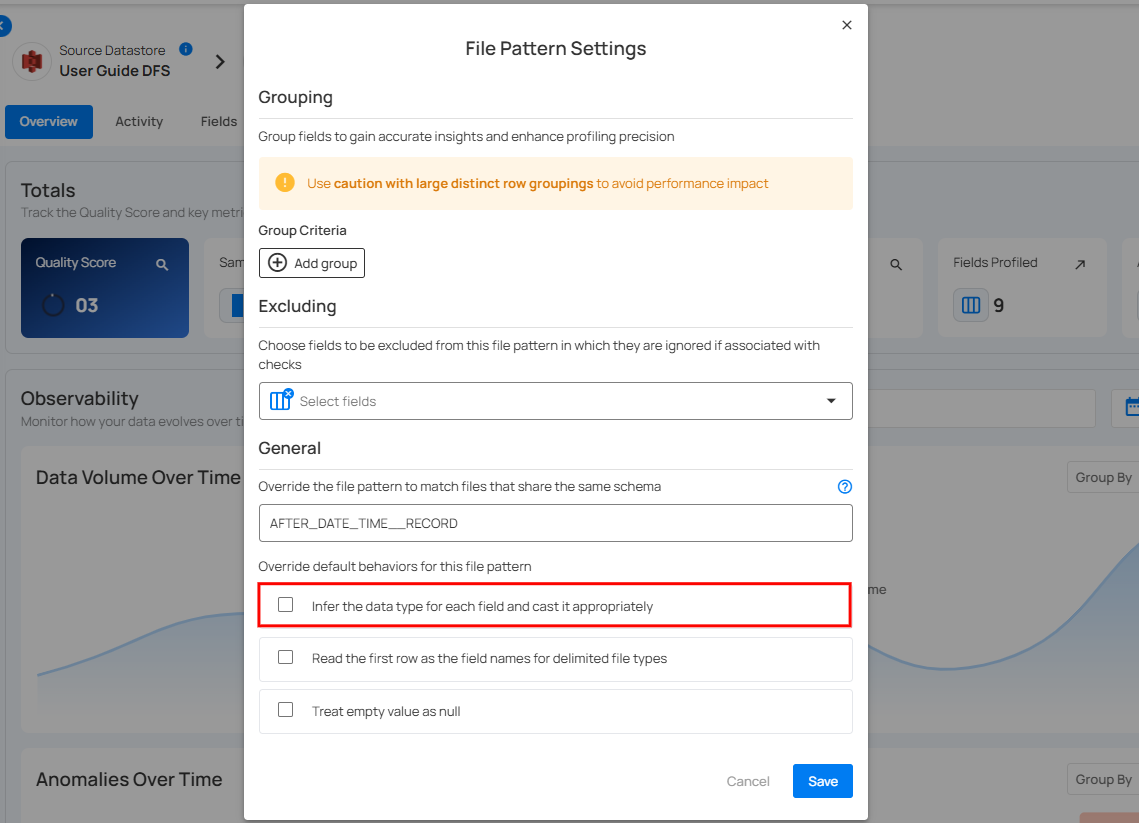 Source Datastore
User Guide DFS
Overview
Activity
Fields
Totals
Track the Quality Score and key metri
Quality Score
03
Sam
Fields Profiled
9
Observability
Monitor how your data evolves over ti
Data Volume Over Time
Group By
me
Anomalies Over Time
Group By
File Pattern Settings
Grouping
Group fields to gain accurate insights and enhance profiling precision
Use caution with large distinct row groupings to avoid performance impact
Group Criteria
Add group
Excluding
Choose fields to be excluded from this file pattern in which they are ignored if associated with
checks
Select fields
General
Override the file pattern to match files that share the same schema
AFTER_DATE_TIME__RECORD
Override default behaviors for this file pattern
Infer the data type for each field and cast it appropriately
Read the first row as the field names for delimited file types
Treat empty value as null
Cancel
Save